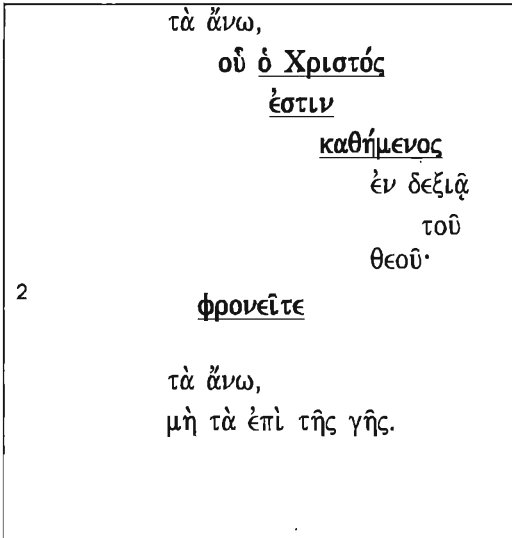 τὰ ἄνω,
οὗ ὁ Χριστός
ἐστιν
καθήμενος
ἐν δεξιᾷ
τοῦ
θεοῦ·
2 φρονεῖτε
τὰ ἄνω,
μὴ τὰ ἐπὶ τῆς γῆς.